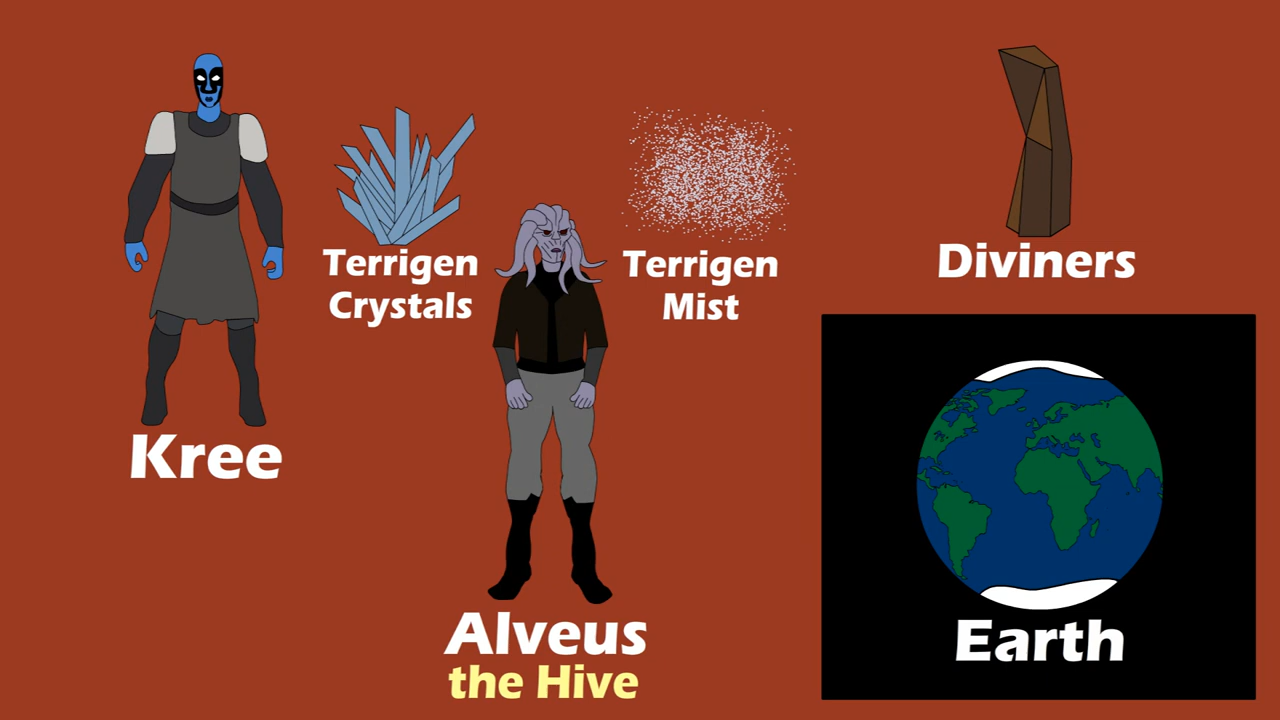 Kree
Terrigen
Crystals
Alveus
the Hive
Terrigen
Mist
Diviners
Earth